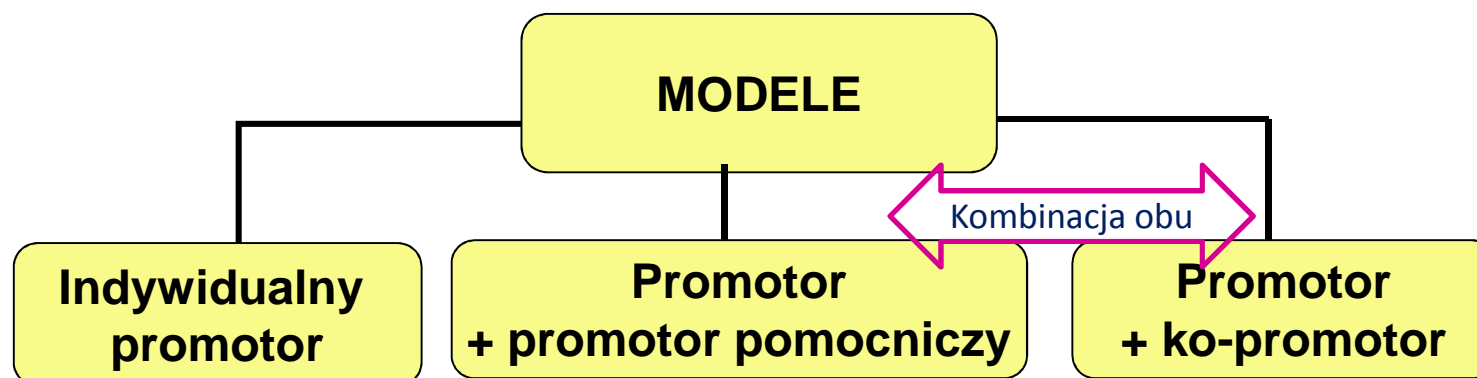 MODELE
Kombinacja obu
Indywidualny
promotor
Promotor
+ promotor pomocniczy
Promotor
+ ko-promotor